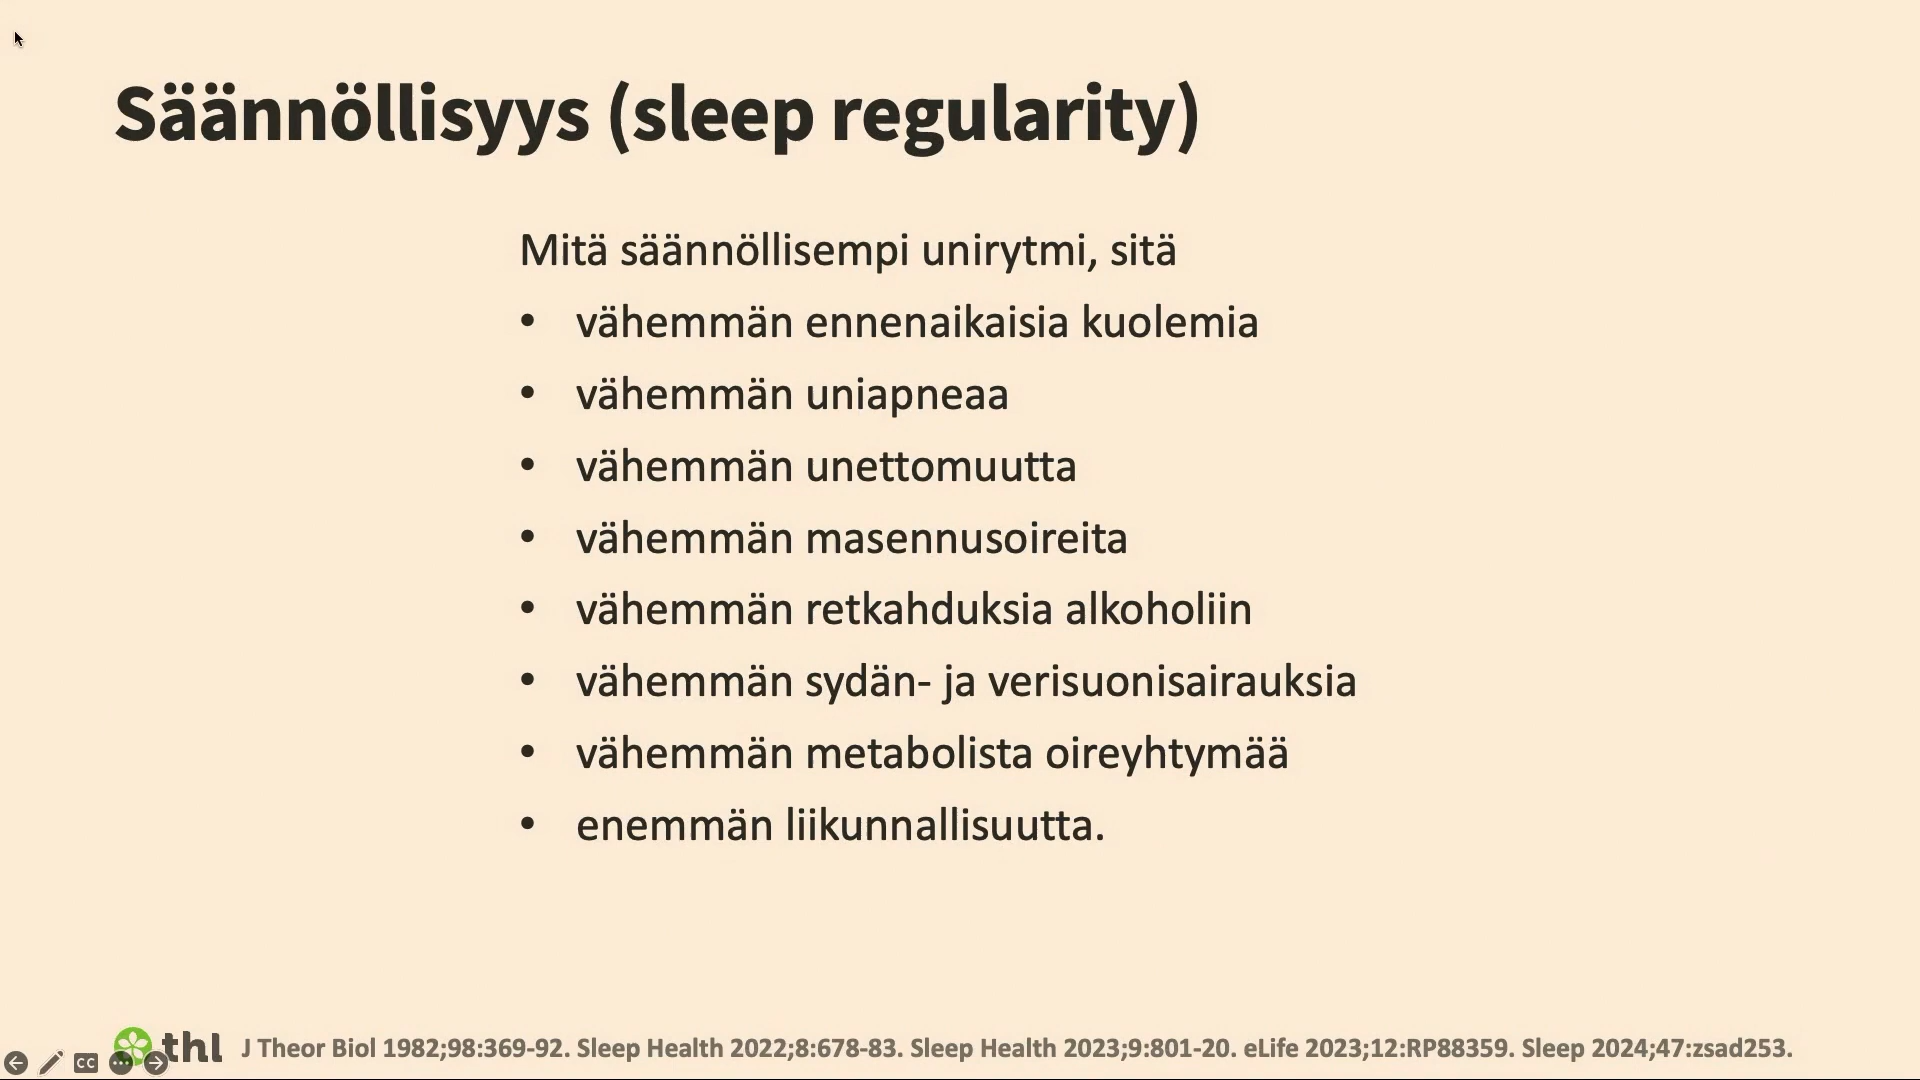 Säännöllisyys (sleep regularity)
Mitä säännöllisempi unirytmi, sitä
• vähemmän ennenaikaisia kuolemia
• vähemmän uniapneaa
• vähemmän unettomuutta
• vähemmän masennusoireita
• vähemmän retkahduksia alkoholiin
• vähemmän sydän- ja verisuonisairauksia
• vähemmän metabolista oireyhtymää
• enemmän liikunnallisuutta.
thl J Theor Biol 1982;98:369-92. Sleep Health 2022;8:678-83. Sleep Health 2023;9:801-20. eLife 2023;12:RP88359. Sleep 2024;47:zsad253.
CC